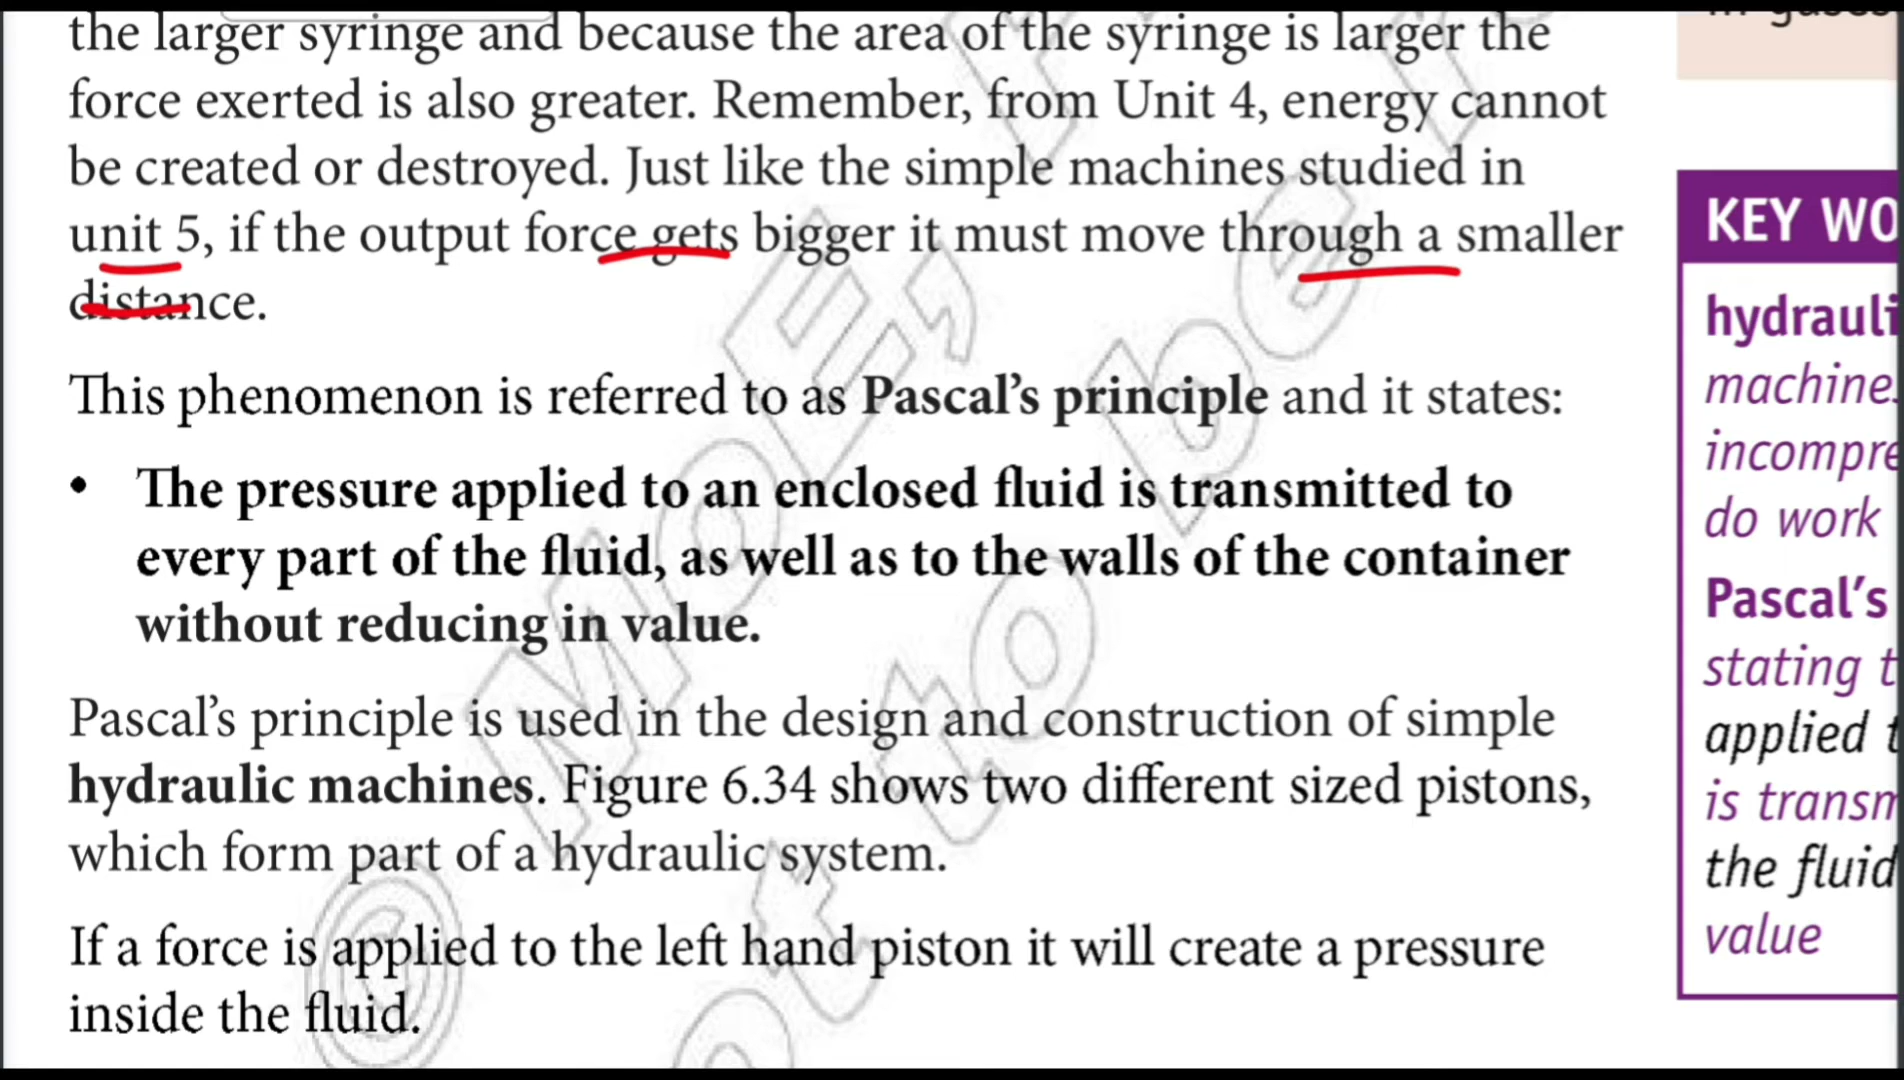 the larger syringe and because the area of the syringe is larger the
force exerted is also greater. Remember, from Unit 4, energy cannot
be created or destroyed. Just like the simple machines studied in
unit 5, if the output force gets bigger it must move through a smaller
distance.
This phenomenon is referred to as Pascal's principle and it states:
• The pressure applied to an enclosed fluid is transmitted to
every part of the fluid, as well as to the walls of the container
without reducing in value.
Pascal's principle is used in the design and construction of simple
hydraulic machines. Figure 6.34 shows two different sized pistons,
which form part of a hydraulic system.
If a force is applied to the left hand piston it will create a pressure
inside the fluid.
KEY WO
hydrauli
machine
incompre
do work
Pascal's
stating t
applied t
is transm
the fluid
value
© MoE,
to be